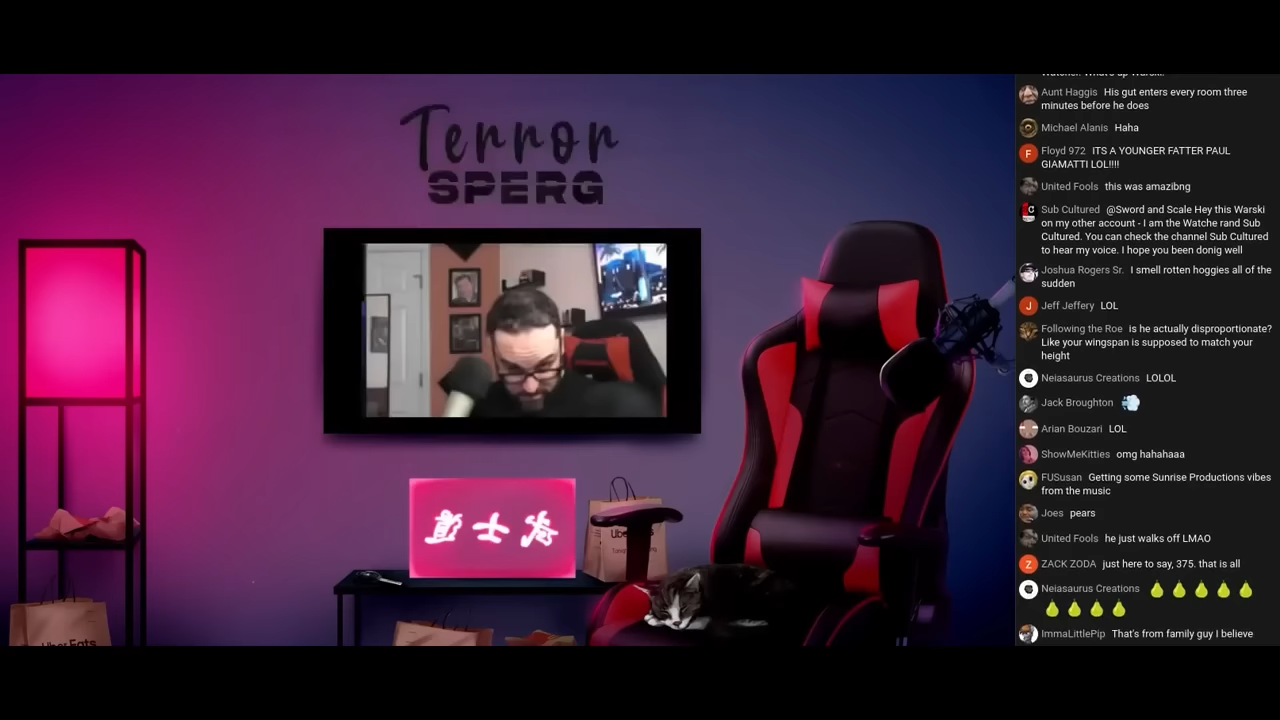 Terror
SPERG
Aunt Haggis His gut enters every room three
minutes before he does
Michael Alanis Haha
F Floyd 972 ITS A YOUNGER FATTER PAUL
GIAMATTI LOL!!!!
United Fools this was amazibng
Sub Cultured @Sword and Scale Hey this Warski
on my other account - I am the Watche rand Sub
Cultured. You can check the channel Sub Cultured
to hear my voice. I hope you been donig well
Joshua Rogers Sr. I smell rotten hoggies all of the
sudden
J Jeff Jeffery LOL
Following the Roe is he actually disproportionate?
Like your wingspan is supposed to match your
height
Neiasaurus Creations LOLOL
Jack Broughton 💨
Arian Bouzari LOL
ShowMeKitties omg hahahaaa
FUSusan Getting some Sunrise Productions vibes
from the music
Joes pears
United Fools he just walks off LMAO
Z ZACK ZODA just here to say, 375. that is all
Neiasaurus Creations 🍐🍐🍐🍐🍐
🍐🍐🍐🍐
ImmaLittlePip That's from family guy I believe
Uber Eats